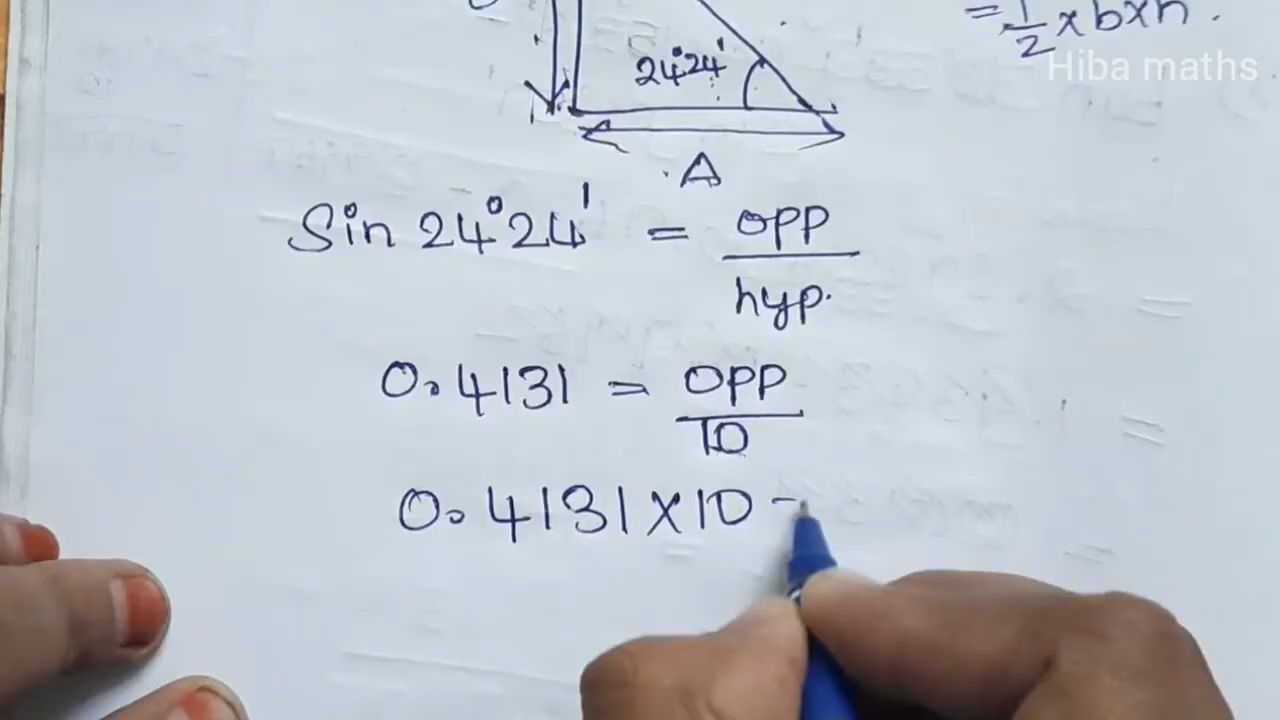 = 1/2 × b × h.
Hiba maths
24°24'
A
Sin 24°24' = opp/hyp.
0.4131 = opp/10
0.4131 × 10 -